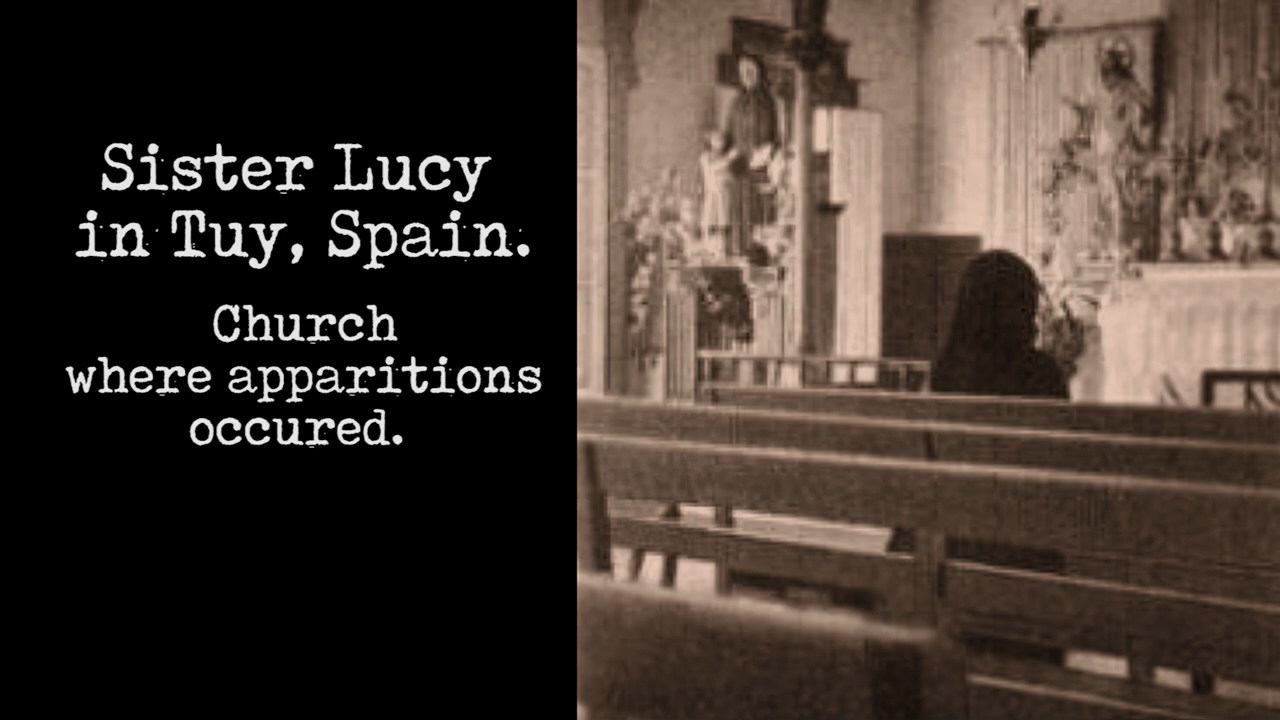 Sister Lucy
in Tuy, Spain.
Church
where apparitions
occured.